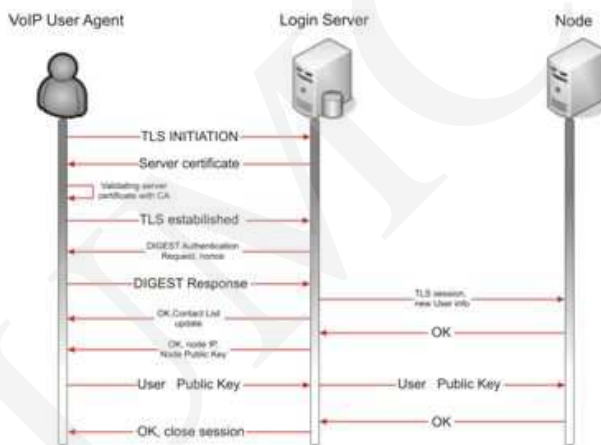 VoIP User Agent
Login Server
Node
TLS INITIATION
Server certificate
Validating server
certificate with CA
TLS estabilished
DIGEST Authentication
Request, nonce
DIGEST Response
TLS session,
new User info
OK,Contact List
update
OK
OK, node IP,
Node Public Key
User Public Key
User Public Key
OK
OK, close session
UMC